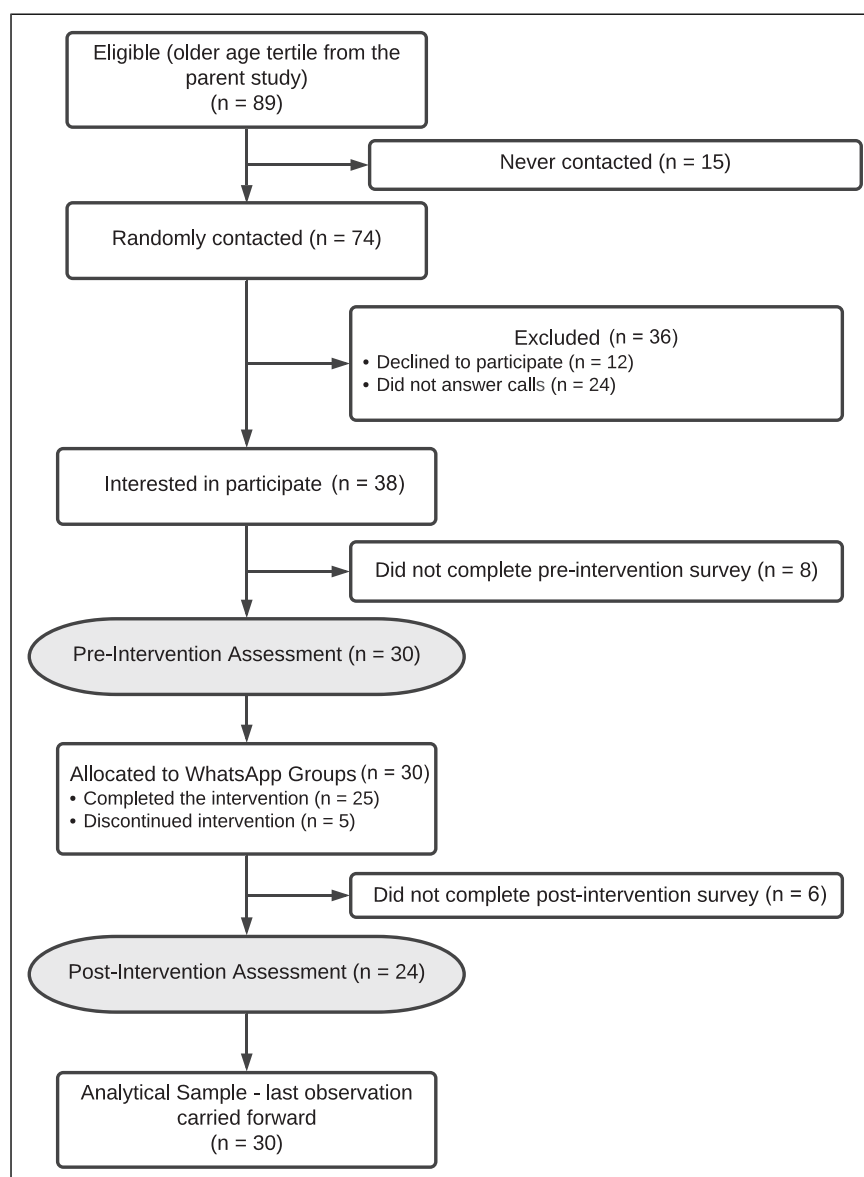 Eligible (older age tertile from the
parent study)
(n = 89)
Never contacted (n = 15)
Randomly contacted (n = 74)
Excluded (n = 36)
• Declined to participate (n = 12)
• Did not answer calls (n = 24)
Interested in participate (n = 38)
Did not complete pre-intervention survey (n = 8)
Pre-Intervention Assessment (n = 30)
Allocated to WhatsApp Groups (n = 30)
• Completed the intervention (n = 25)
• Discontinued intervention (n = 5)
Did not complete post-intervention survey (n = 6)
Post-Intervention Assessment (n = 24)
Analytical Sample - last observation
carried forward
(n = 30)